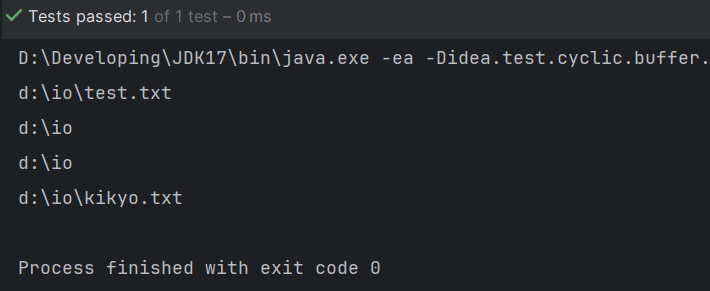 Tests passed: 1 of 1 test – 0 ms
D:\Developing\JDK17\bin\java.exe -ea -Didea.test.cyclic.buffer.
d:\io\test.txt
d:\io
d:\io
d:\io\kikyo.txt
Process finished with exit code 0